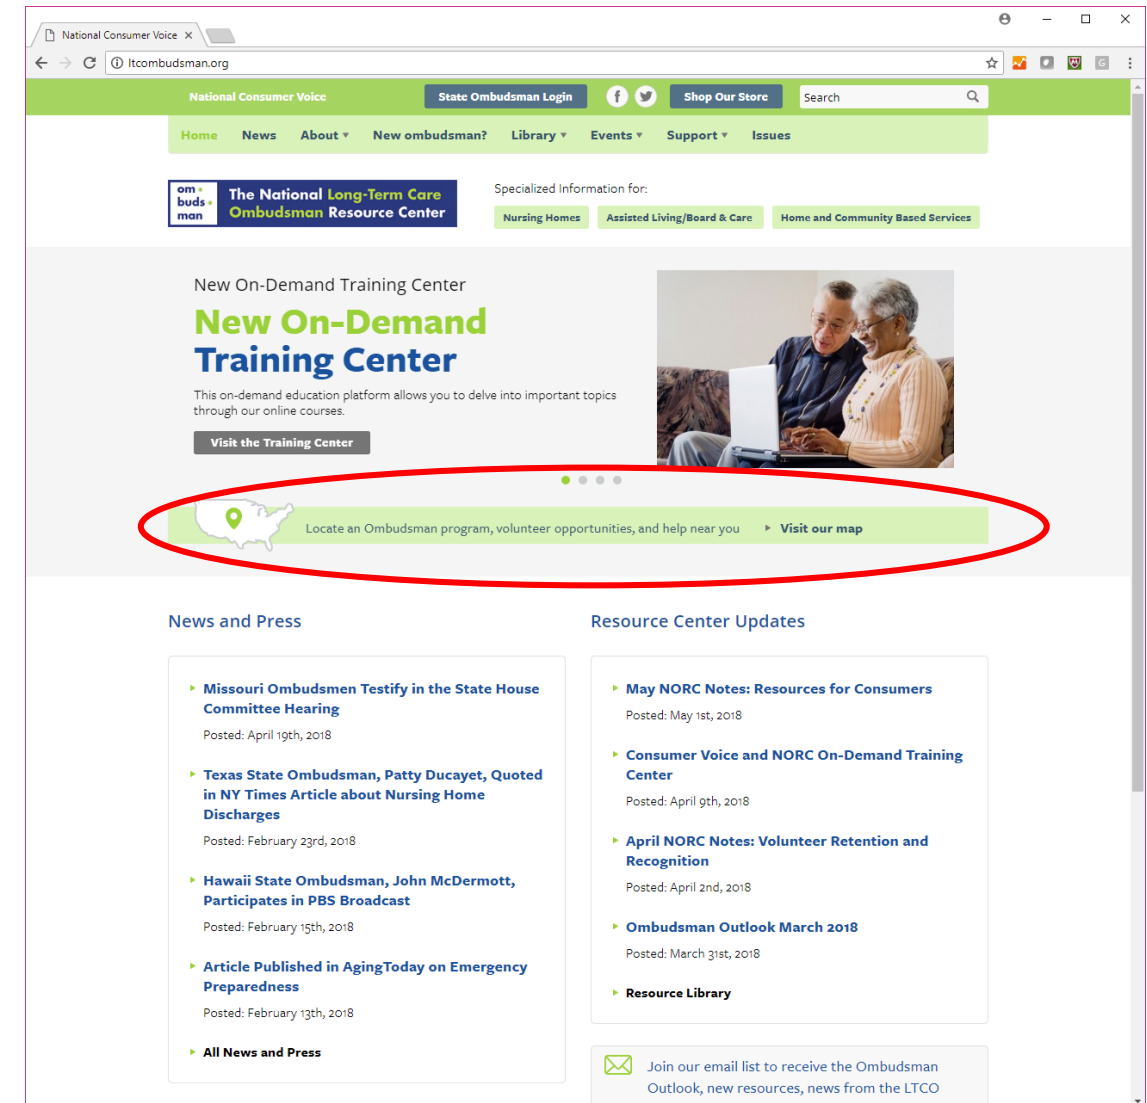 National Consumer Voice
ltcombudsman.org
National Consumer Voice
State Ombudsman Login
Shop Our Store
Search
Home News About New ombudsman? Library Events Support Issues
om
buds
man
The National Long-Term Care
Ombudsman Resource Center
Specialized Information for:
Nursing Homes
Assisted Living/Board & Care
Home and Community Based Services
New On-Demand Training Center
New On-Demand
Training Center
This on-demand education platform allows you to delve into important topics
through our online courses.
Visit the Training Center
Locate an Ombudsman program, volunteer opportunities, and help near you
Visit our map
News and Press
Missouri Ombudsmen Testify in the State House
Committee Hearing
Posted: April 19th, 2018
Texas State Ombudsman, Patty Ducayet, Quoted
in NY Times Article about Nursing Home
Discharges
Posted: February 23rd, 2018
Hawaii State Ombudsman, John McDermott,
Participates in PBS Broadcast
Posted: February 15th, 2018
Article Published in AgingToday on Emergency
Preparedness
Posted: February 13th, 2018
All News and Press
Resource Center Updates
May NORC Notes: Resources for Consumers
Posted: May 1st, 2018
Consumer Voice and NORC On-Demand Training
Center
Posted: April 9th, 2018
April NORC Notes: Volunteer Retention and
Recognition
Posted: April 2nd, 2018
Ombudsman Outlook March 2018
Posted: March 31st, 2018
Resource Library
Join our email list to receive the Ombudsman
Outlook, new resources, news from the LTCO